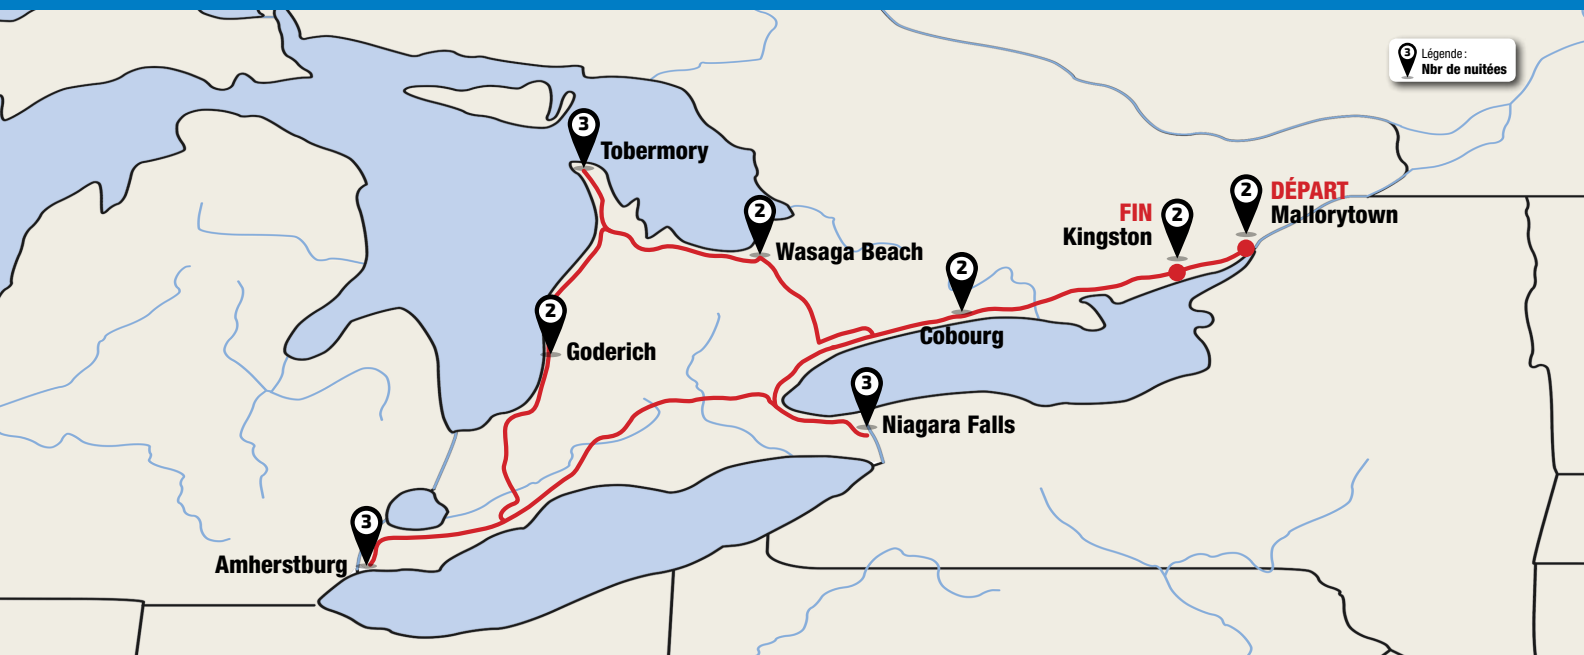 3 Légende :
Nbr de nuitées
3
Tobermory
2
Wasaga Beach
FIN 2
Kingston
2 DÉPART
Mallorytown
2
Cobourg
2
Goderich
3
Niagara Falls
3
Amherstburg